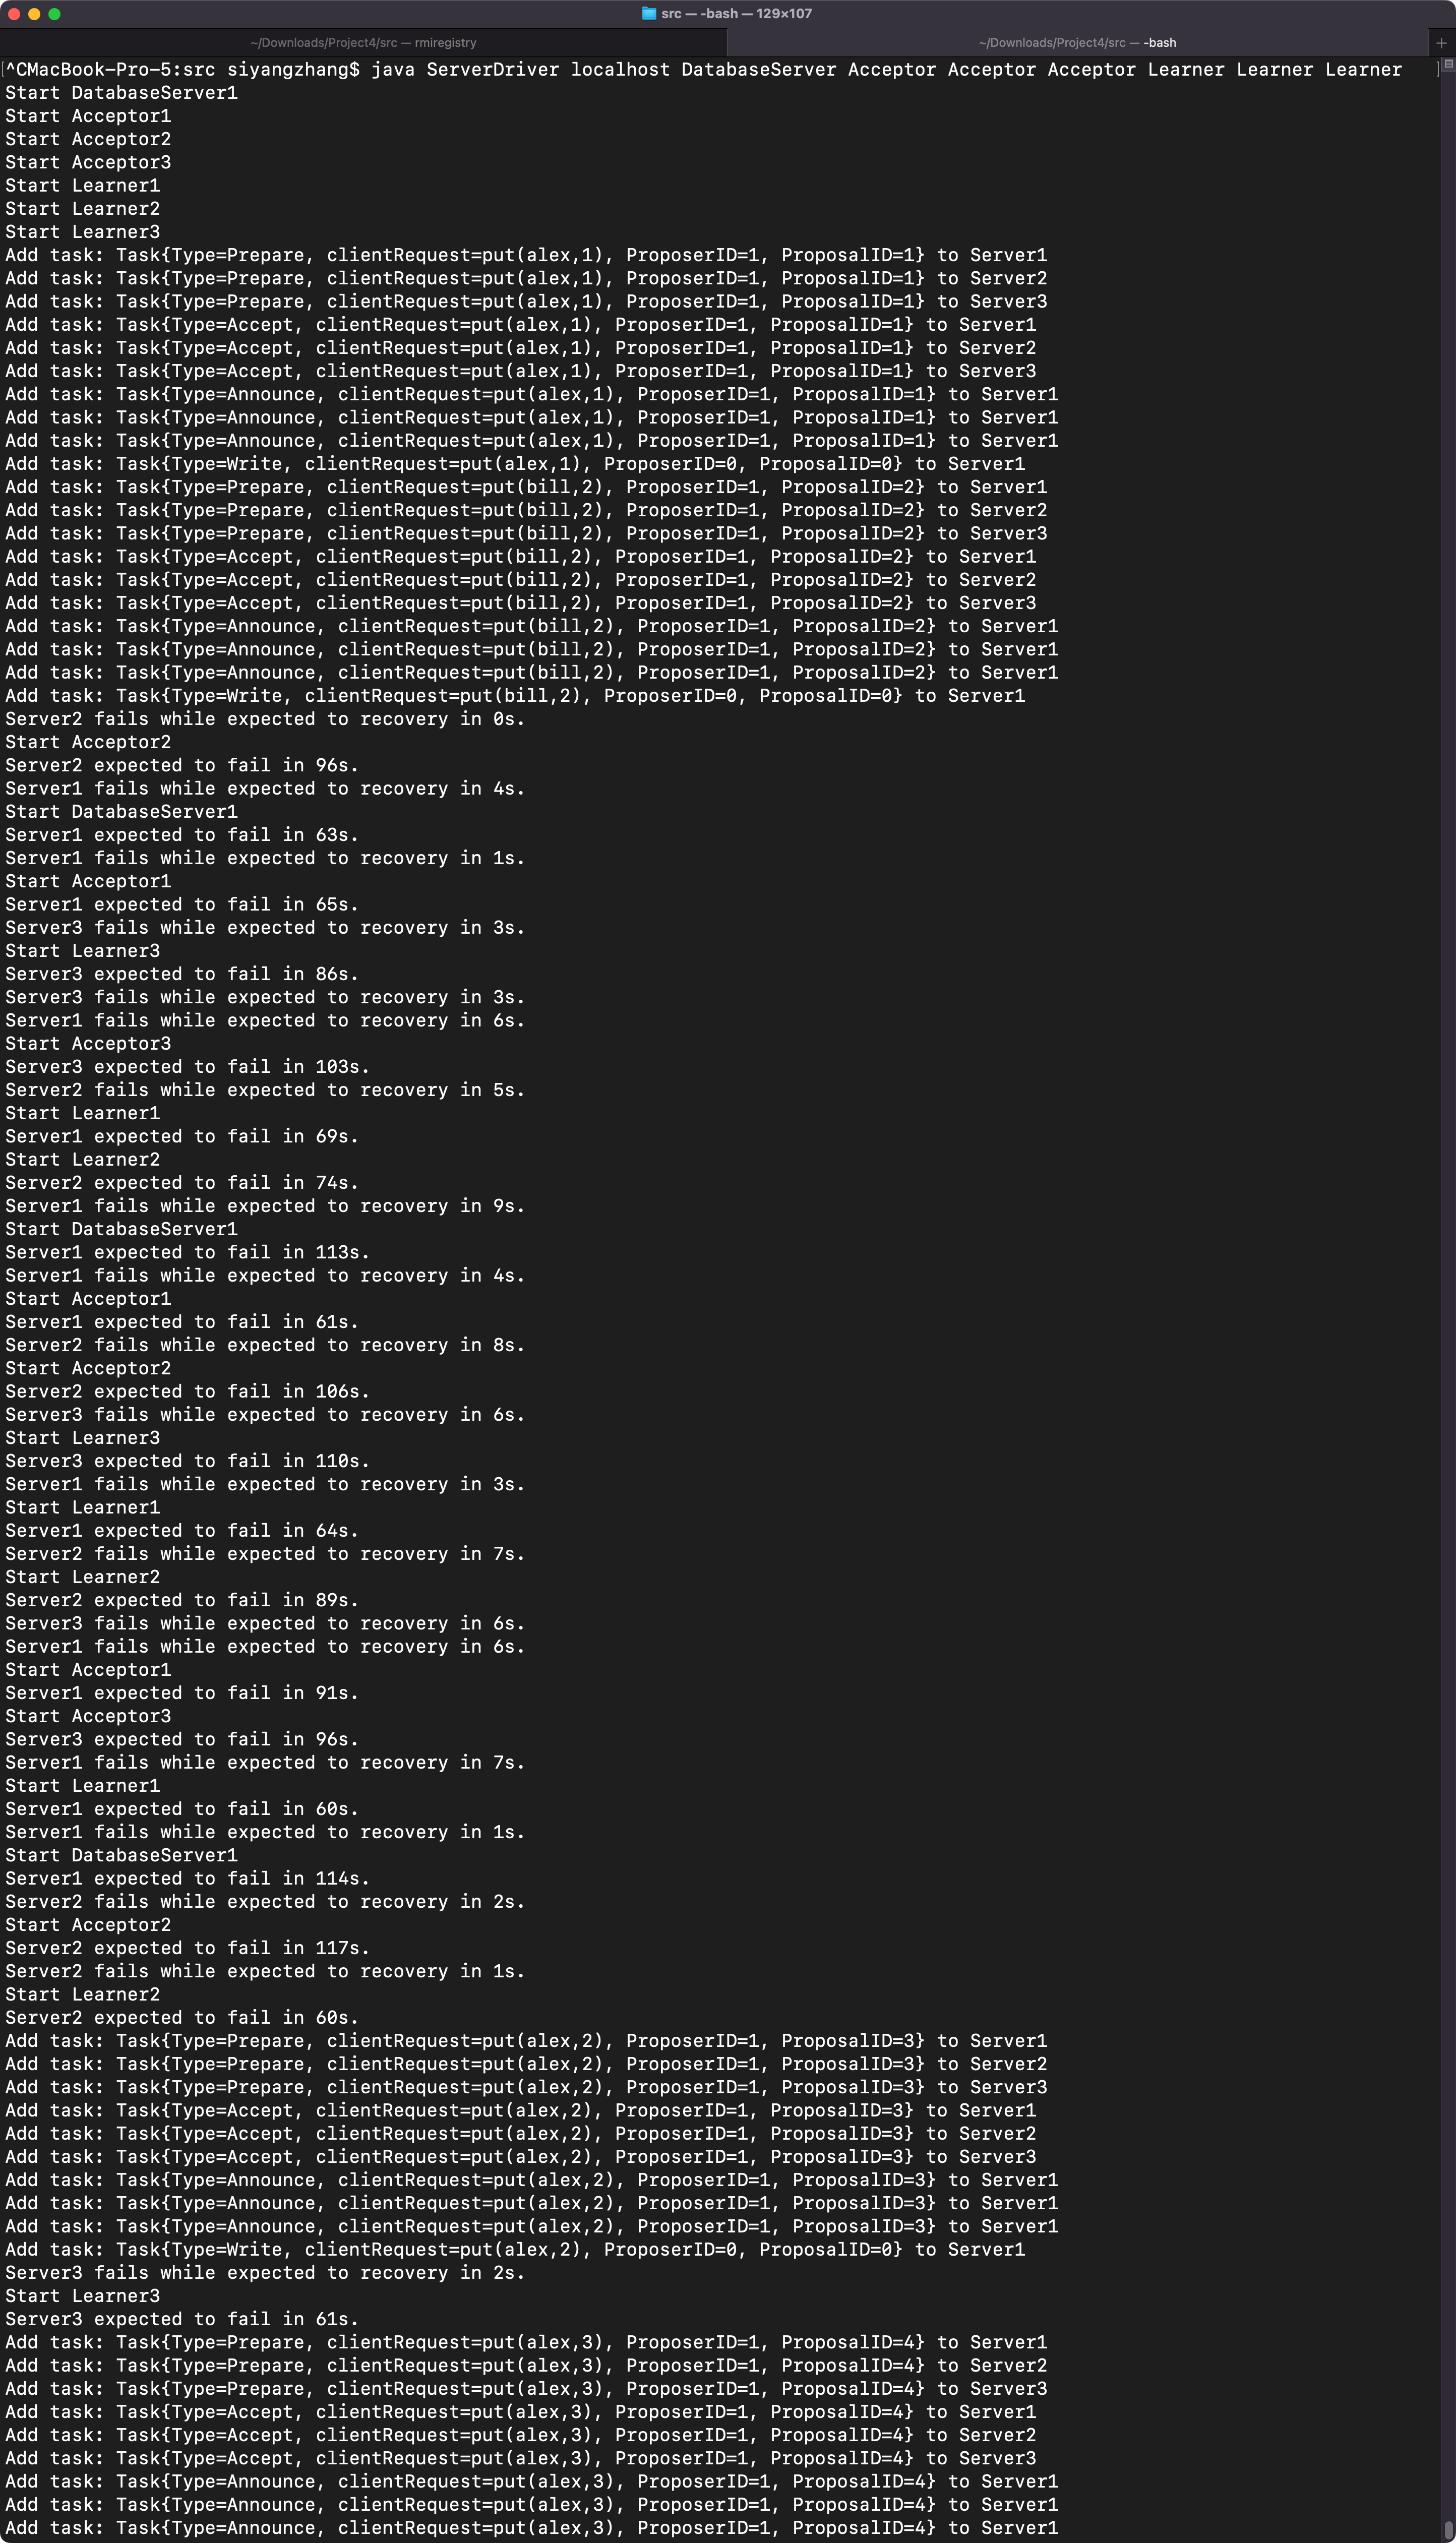 src — -bash — 129×107
~/Downloads/Project4/src — rmiregistry
~/Downloads/Project4/src — -bash
[^CMacBook-Pro-5:src siyangzhang$ java ServerDriver localhost DatabaseServer Acceptor Acceptor Acceptor Learner Learner Learner ]
Start DatabaseServer1
Start Acceptor1
Start Acceptor2
Start Acceptor3
Start Learner1
Start Learner2
Start Learner3
Add task: Task{Type=Prepare, clientRequest=put(alex,1), ProposerID=1, ProposalID=1} to Server1
Add task: Task{Type=Prepare, clientRequest=put(alex,1), ProposerID=1, ProposalID=1} to Server2
Add task: Task{Type=Prepare, clientRequest=put(alex,1), ProposerID=1, ProposalID=1} to Server3
Add task: Task{Type=Accept, clientRequest=put(alex,1), ProposerID=1, ProposalID=1} to Server1
Add task: Task{Type=Accept, clientRequest=put(alex,1), ProposerID=1, ProposalID=1} to Server2
Add task: Task{Type=Accept, clientRequest=put(alex,1), ProposerID=1, ProposalID=1} to Server3
Add task: Task{Type=Announce, clientRequest=put(alex,1), ProposerID=1, ProposalID=1} to Server1
Add task: Task{Type=Announce, clientRequest=put(alex,1), ProposerID=1, ProposalID=1} to Server1
Add task: Task{Type=Announce, clientRequest=put(alex,1), ProposerID=1, ProposalID=1} to Server1
Add task: Task{Type=Write, clientRequest=put(alex,1), ProposerID=0, ProposalID=0} to Server1
Add task: Task{Type=Prepare, clientRequest=put(bill,2), ProposerID=1, ProposalID=2} to Server1
Add task: Task{Type=Prepare, clientRequest=put(bill,2), ProposerID=1, ProposalID=2} to Server2
Add task: Task{Type=Prepare, clientRequest=put(bill,2), ProposerID=1, ProposalID=2} to Server3
Add task: Task{Type=Accept, clientRequest=put(bill,2), ProposerID=1, ProposalID=2} to Server1
Add task: Task{Type=Accept, clientRequest=put(bill,2), ProposerID=1, ProposalID=2} to Server2
Add task: Task{Type=Accept, clientRequest=put(bill,2), ProposerID=1, ProposalID=2} to Server3
Add task: Task{Type=Announce, clientRequest=put(bill,2), ProposerID=1, ProposalID=2} to Server1
Add task: Task{Type=Announce, clientRequest=put(bill,2), ProposerID=1, ProposalID=2} to Server1
Add task: Task{Type=Announce, clientRequest=put(bill,2), ProposerID=1, ProposalID=2} to Server1
Add task: Task{Type=Write, clientRequest=put(bill,2), ProposerID=0, ProposalID=0} to Server1
Server2 fails while expected to recovery in 0s.
Start Acceptor2
Server2 expected to fail in 96s.
Server1 fails while expected to recovery in 4s.
Start DatabaseServer1
Server1 expected to fail in 63s.
Server1 fails while expected to recovery in 1s.
Start Acceptor1
Server1 expected to fail in 65s.
Server3 fails while expected to recovery in 3s.
Start Learner3
Server3 expected to fail in 86s.
Server3 fails while expected to recovery in 3s.
Server1 fails while expected to recovery in 6s.
Start Acceptor3
Server3 expected to fail in 103s.
Server2 fails while expected to recovery in 5s.
Start Learner1
Server1 expected to fail in 69s.
Start Learner2
Server2 expected to fail in 74s.
Server1 fails while expected to recovery in 9s.
Start DatabaseServer1
Server1 expected to fail in 113s.
Server1 fails while expected to recovery in 4s.
Start Acceptor1
Server1 expected to fail in 61s.
Server2 fails while expected to recovery in 8s.
Start Acceptor2
Server2 expected to fail in 106s.
Server3 fails while expected to recovery in 6s.
Start Learner3
Server3 expected to fail in 110s.
Server1 fails while expected to recovery in 3s.
Start Learner1
Server1 expected to fail in 64s.
Server2 fails while expected to recovery in 7s.
Start Learner2
Server2 expected to fail in 89s.
Server3 fails while expected to recovery in 6s.
Server1 fails while expected to recovery in 6s.
Start Acceptor1
Server1 expected to fail in 91s.
Start Acceptor3
Server3 expected to fail in 96s.
Server1 fails while expected to recovery in 7s.
Start Learner1
Server1 expected to fail in 60s.
Server1 fails while expected to recovery in 1s.
Start DatabaseServer1
Server1 expected to fail in 114s.
Server2 fails while expected to recovery in 2s.
Start Acceptor2
Server2 expected to fail in 117s.
Server2 fails while expected to recovery in 1s.
Start Learner2
Server2 expected to fail in 60s.
Add task: Task{Type=Prepare, clientRequest=put(alex,2), ProposerID=1, ProposalID=3} to Server1
Add task: Task{Type=Prepare, clientRequest=put(alex,2), ProposerID=1, ProposalID=3} to Server2
Add task: Task{Type=Prepare, clientRequest=put(alex,2), ProposerID=1, ProposalID=3} to Server3
Add task: Task{Type=Accept, clientRequest=put(alex,2), ProposerID=1, ProposalID=3} to Server1
Add task: Task{Type=Accept, clientRequest=put(alex,2), ProposerID=1, ProposalID=3} to Server2
Add task: Task{Type=Accept, clientRequest=put(alex,2), ProposerID=1, ProposalID=3} to Server3
Add task: Task{Type=Announce, clientRequest=put(alex,2), ProposerID=1, ProposalID=3} to Server1
Add task: Task{Type=Announce, clientRequest=put(alex,2), ProposerID=1, ProposalID=3} to Server1
Add task: Task{Type=Announce, clientRequest=put(alex,2), ProposerID=1, ProposalID=3} to Server1
Add task: Task{Type=Write, clientRequest=put(alex,2), ProposerID=0, ProposalID=0} to Server1
Server3 fails while expected to recovery in 2s.
Start Learner3
Server3 expected to fail in 61s.
Add task: Task{Type=Prepare, clientRequest=put(alex,3), ProposerID=1, ProposalID=4} to Server1
Add task: Task{Type=Prepare, clientRequest=put(alex,3), ProposerID=1, ProposalID=4} to Server2
Add task: Task{Type=Prepare, clientRequest=put(alex,3), ProposerID=1, ProposalID=4} to Server3
Add task: Task{Type=Accept, clientRequest=put(alex,3), ProposerID=1, ProposalID=4} to Server1
Add task: Task{Type=Accept, clientRequest=put(alex,3), ProposerID=1, ProposalID=4} to Server2
Add task: Task{Type=Accept, clientRequest=put(alex,3), ProposerID=1, ProposalID=4} to Server3
Add task: Task{Type=Announce, clientRequest=put(alex,3), ProposerID=1, ProposalID=4} to Server1
Add task: Task{Type=Announce, clientRequest=put(alex,3), ProposerID=1, ProposalID=4} to Server1
Add task: Task{Type=Announce, clientRequest=put(alex,3), ProposerID=1, ProposalID=4} to Server1